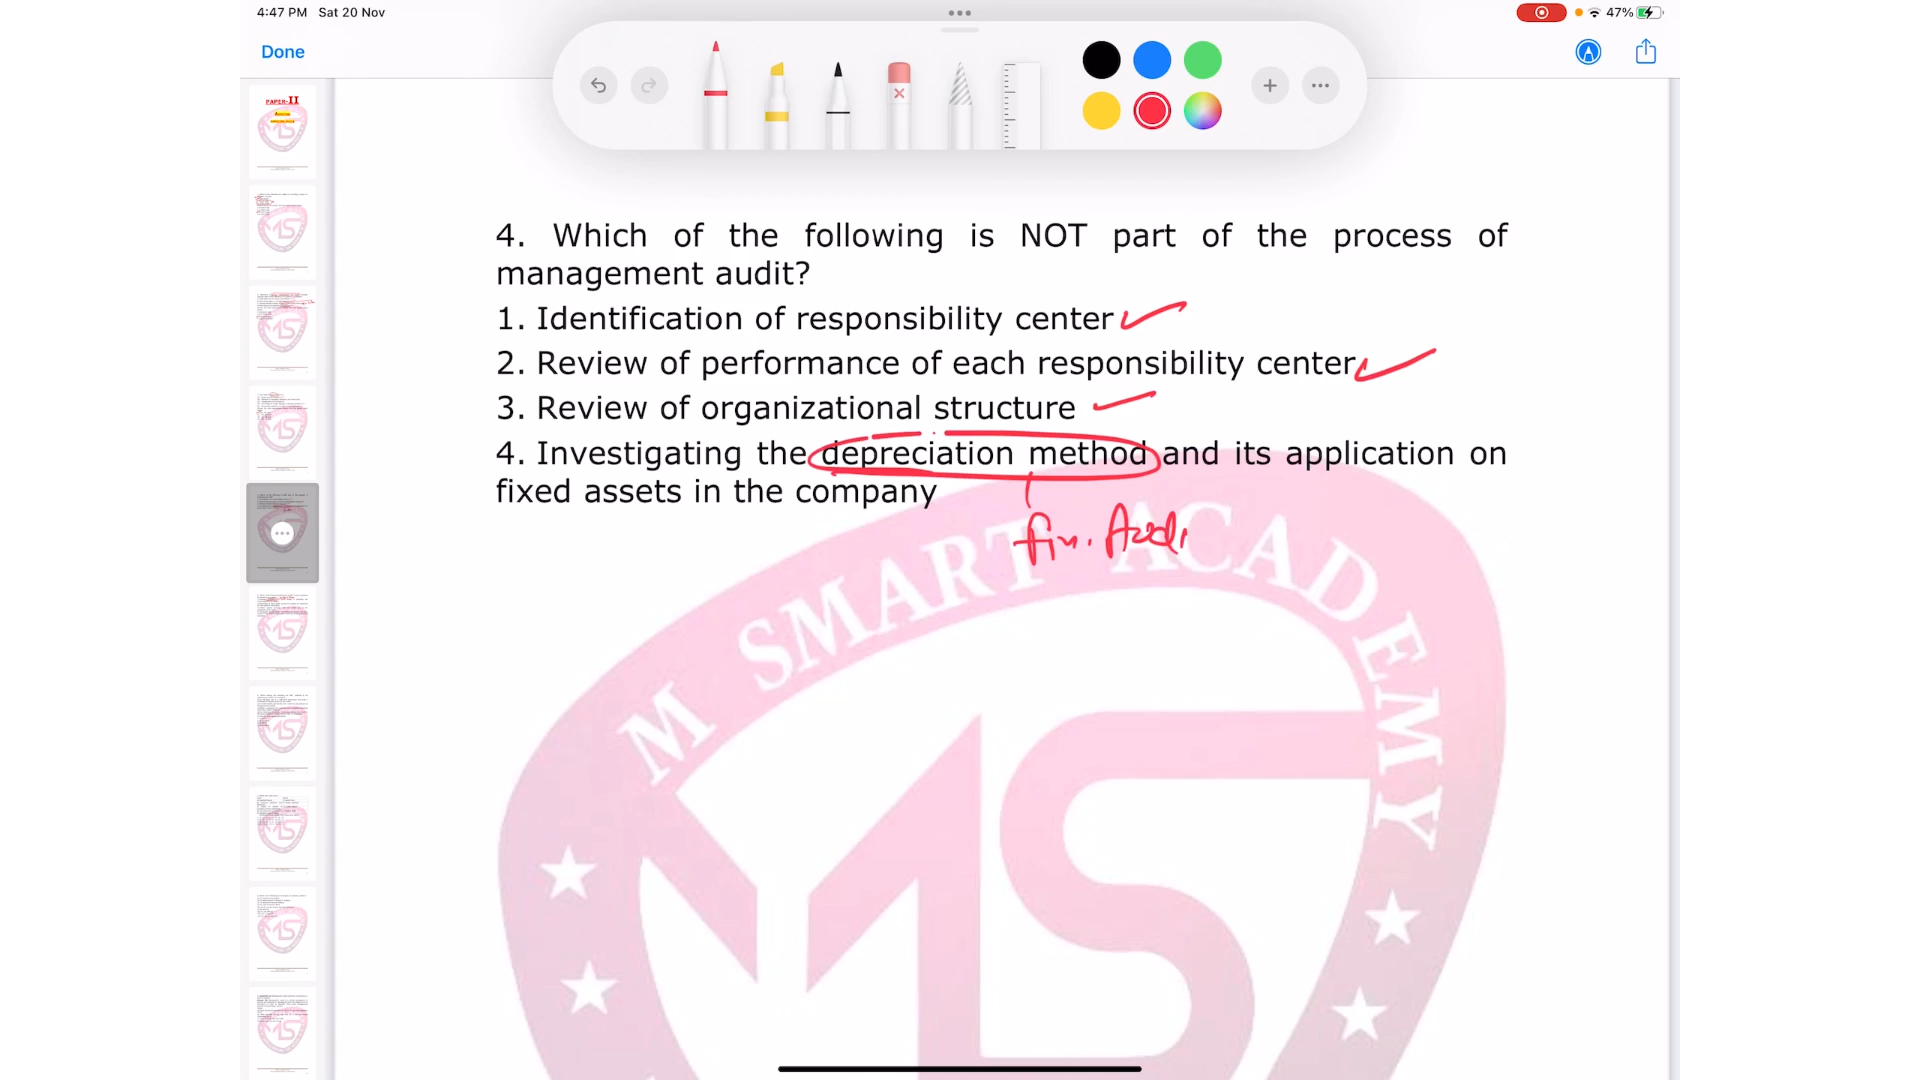 4:47 PM Sat 20 Nov
47%
Done
PAPER-II
4. Which of the following is NOT part of the process of
management audit?
1. Identification of responsibility center
2. Review of performance of each responsibility center
3. Review of organizational structure
4. Investigating the depreciation method and its application on
fixed assets in the company
fin.
M SMART ACADEMY
MS